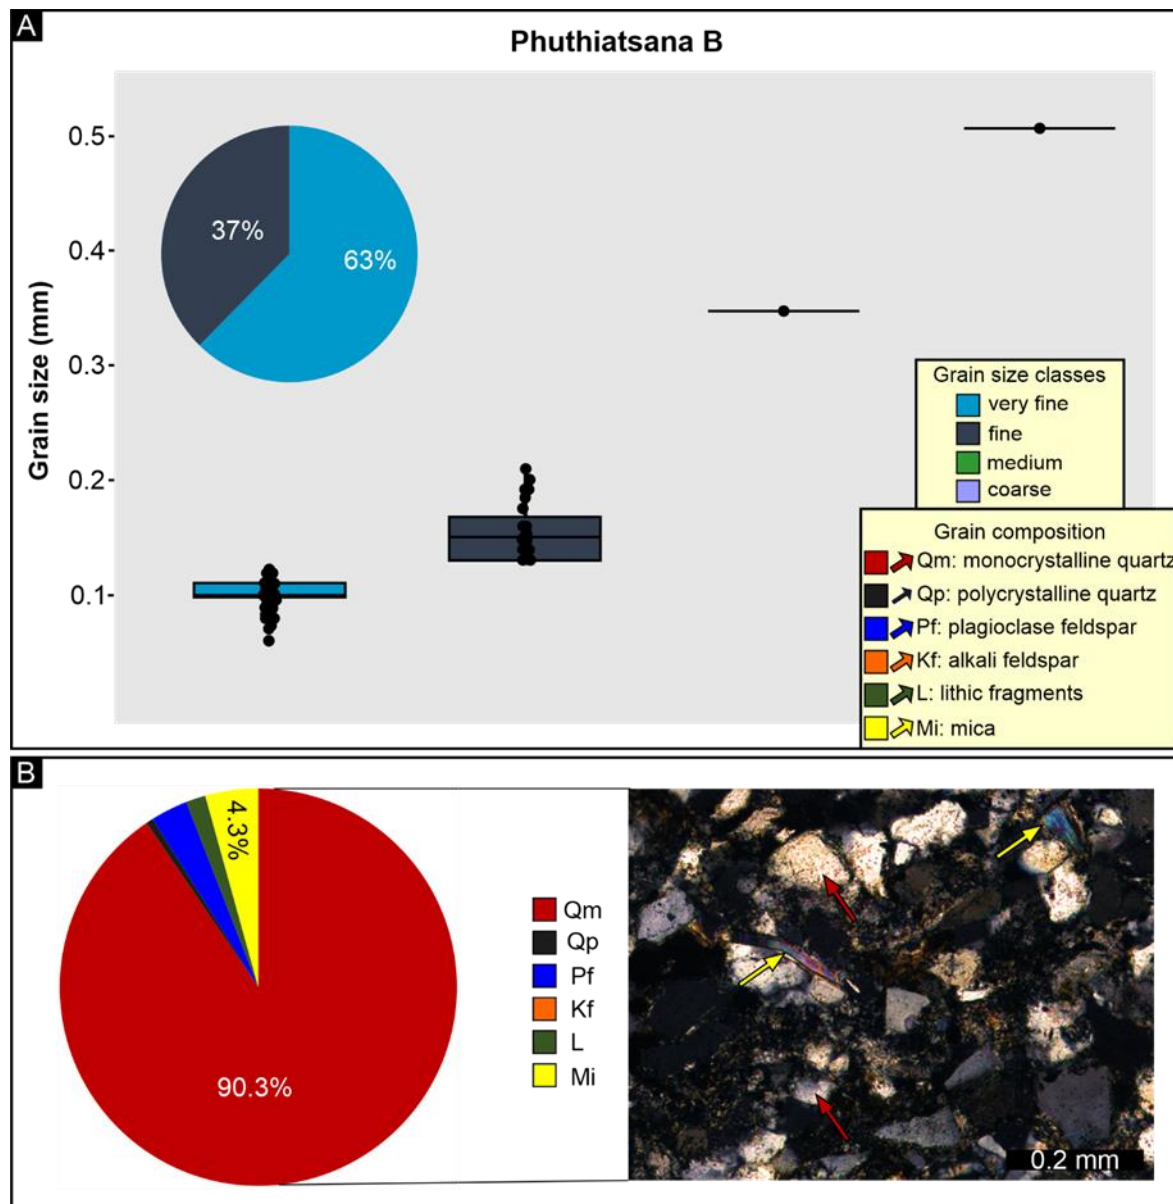 A
Phuthiatsana B
Grain size (mm)
0.5
0.4
0.3
0.2
0.1
37%
63%
Grain size classes
very fine
fine
medium
coarse
Grain composition
Qm: monocrystalline quartz
Qp: polycrystalline quartz
Pf: plagioclase feldspar
Kf: alkali feldspar
L: lithic fragments
Mi: mica
B
4.3%
90.3%
Qm
Qp
Pf
Kf
L
Mi
0.2 mm